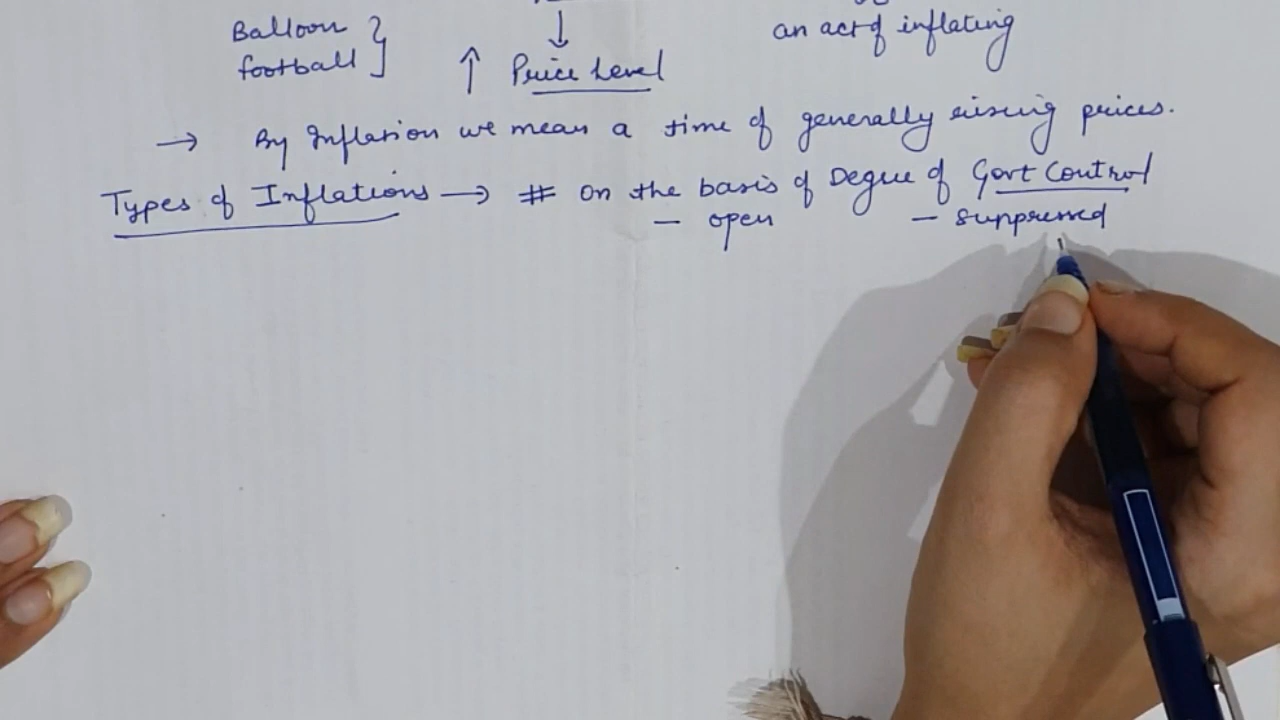 Balloon
football }
↓
↑ Price Level
an act of inflating
→ By Inflation we mean a time of generally rising prices.
Types of Inflations → # On the basis of Degree of Govt Control
- open - suppressed